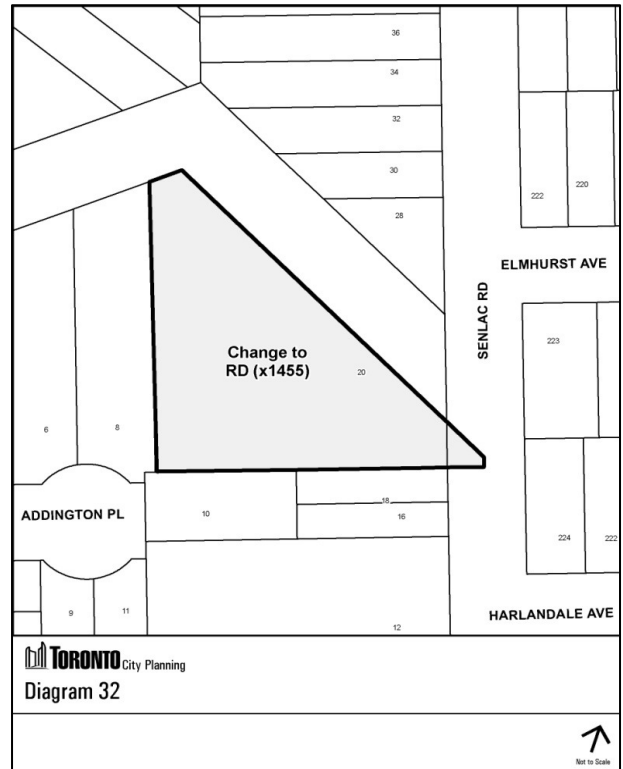 36
34
32
30
28
222
220
ELMHURST AVE
SENLAC RD
223
Change to
RD (x1455)
20
6
8
ADDINGTON PL
10
18
16
224
222
9
11
12
HARLANDALE AVE
TORONTO City Planning
Diagram 32
Not to Scale